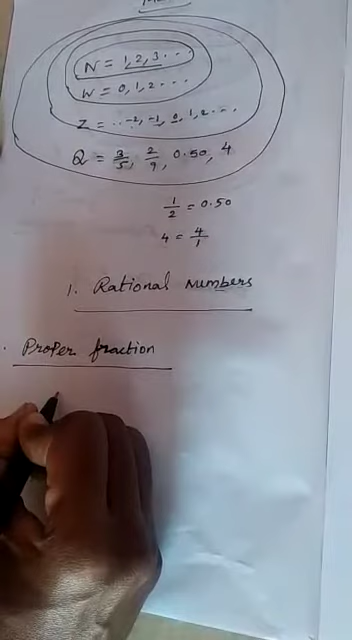 N = 1, 2, 3 ...
W = 0, 1, 2 ...
Z = ... -2, -1, 0, 1, 2 ...
Q = 3/5, 2/9, 0.50, 4
1/2 = 0.50
4 = 4/1
1. Rational Numbers
. Proper fraction